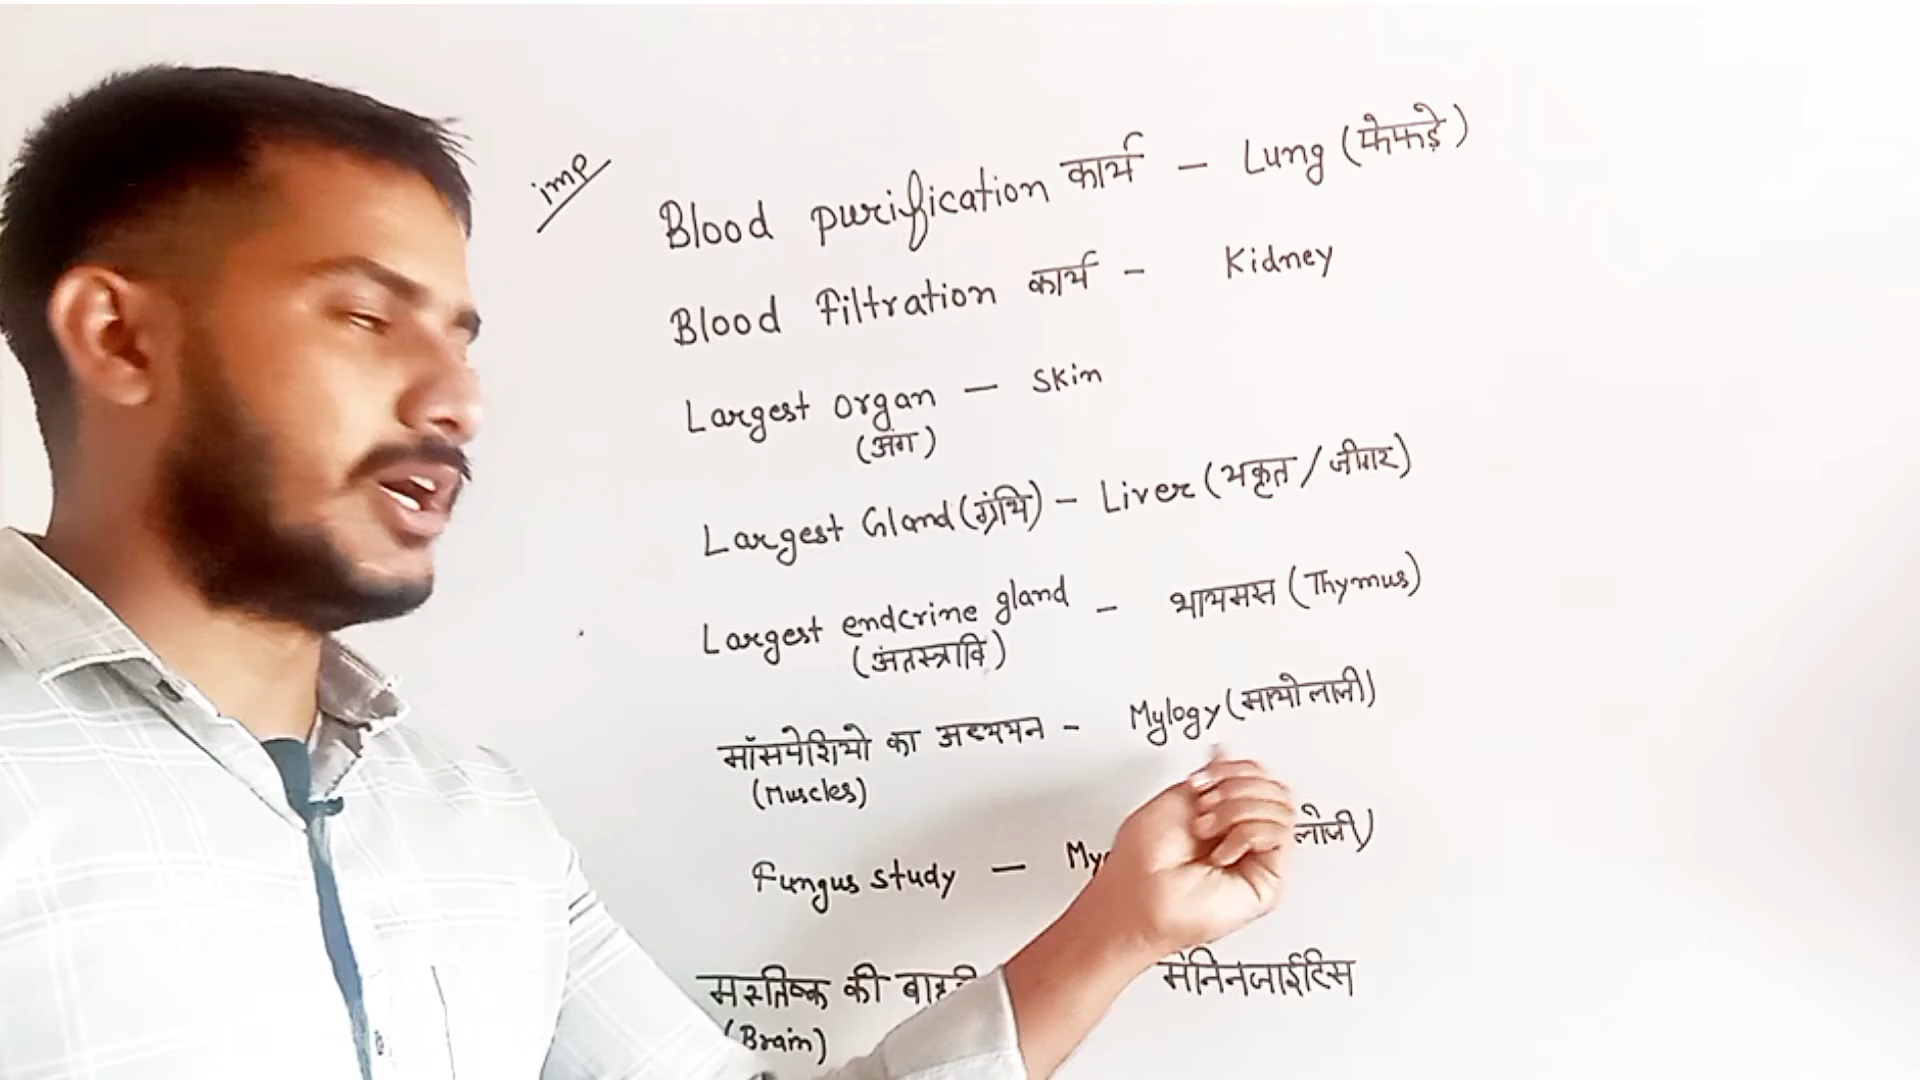 imp
Blood purification कार्य - Lung (फेफड़े)
Blood filtration कार्य - Kidney
Largest organ - Skin
(अंग)
Largest Gland (ग्रंथि) - Liver (यकृत / जीगर)
Largest endcrine gland - थायमस (Thymus)
(अंतस्त्रावि)
माँसपेशियो का अध्ययन - Mylogy (मायोलाजी)
(Muscles)
Fungus study -
मस्तिष्क की मेनिनजाईटिस
(Brain)